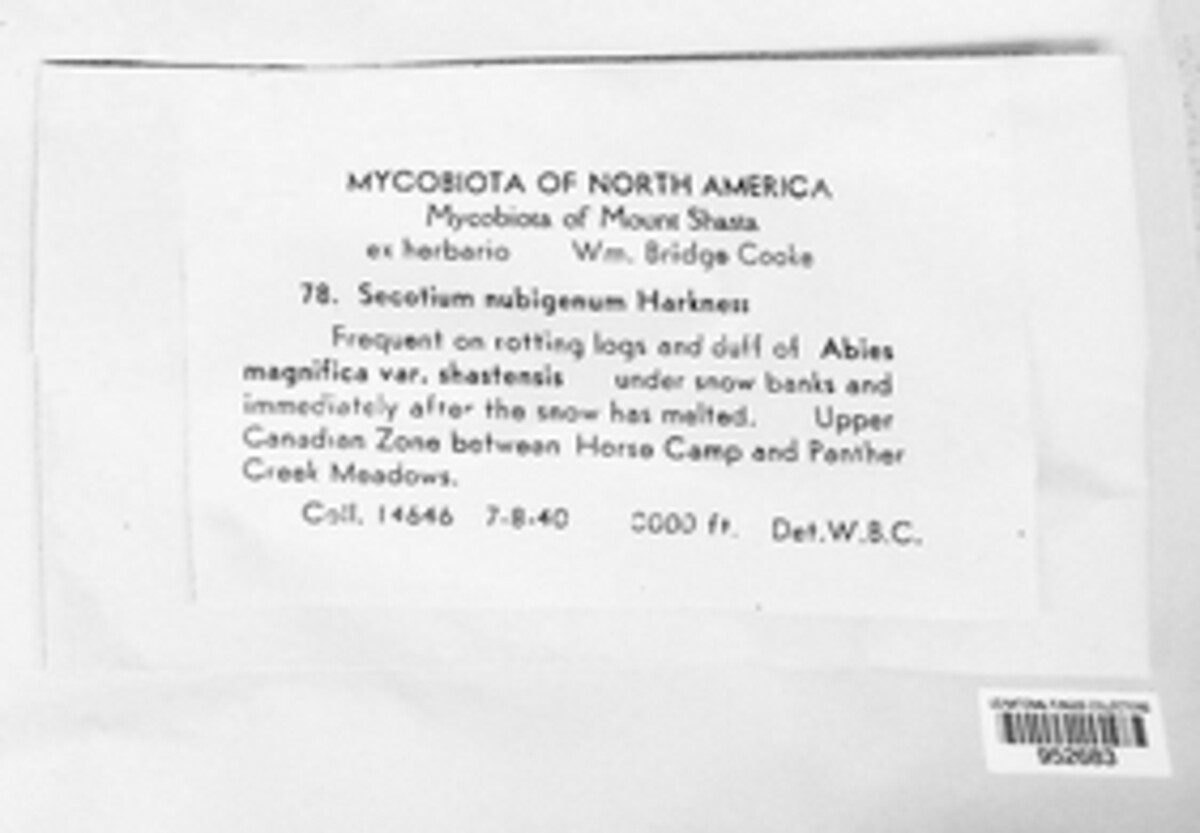 MYCOBIOTA OF NORTH AMERICA
Mycobiota of Mount Shasta
ex herbario Wm. Bridge Cooke
78. Secotium nubigenum Harkness
Frequent on rotting logs and duff of Abies
magnifica var. shastensis under snow banks and
immediately after the snow has melted. Upper
Canadian Zone between Horse Camp and Panther
Creek Meadows.
Coll. 14646 7-8-40 ft. Det. W.B.C.
952683